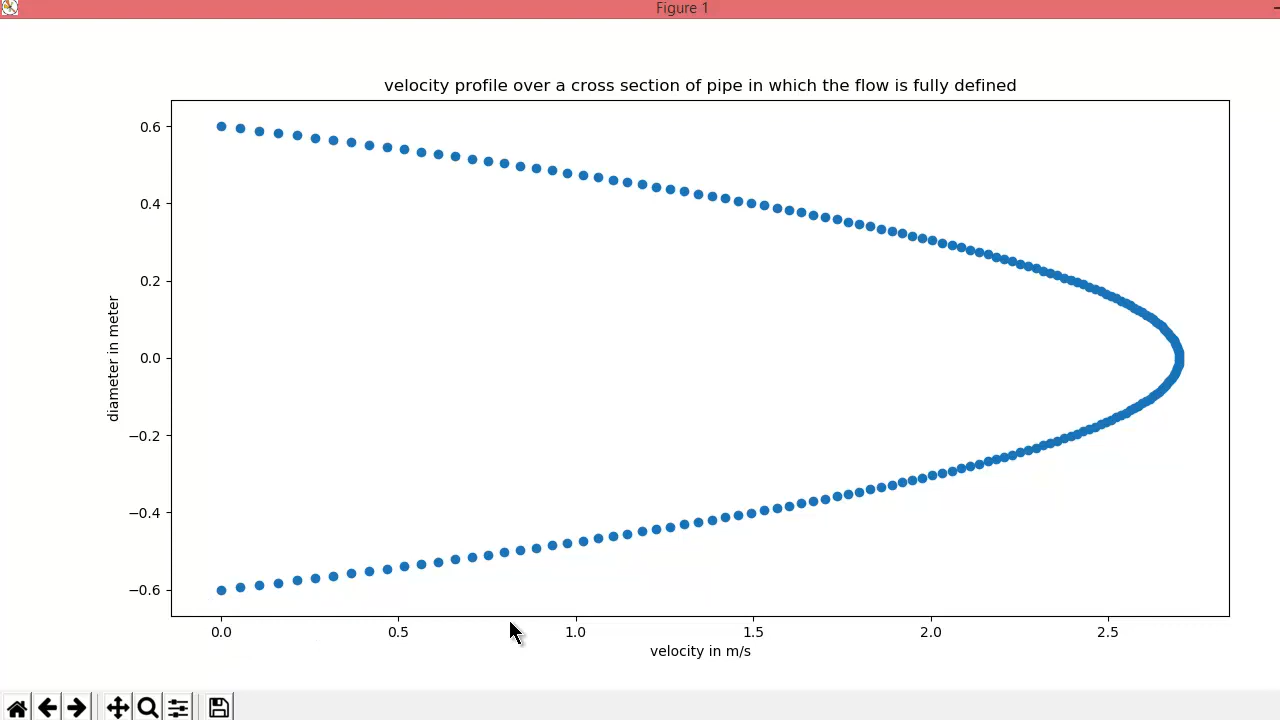 Figure 1
velocity profile over a cross section of pipe in which the flow is fully defined
0.6
0.4
0.2
0.0
−0.2
−0.4
−0.6
diameter in meter
0.0 0.5 1.0 1.5 2.0 2.5
velocity in m/s